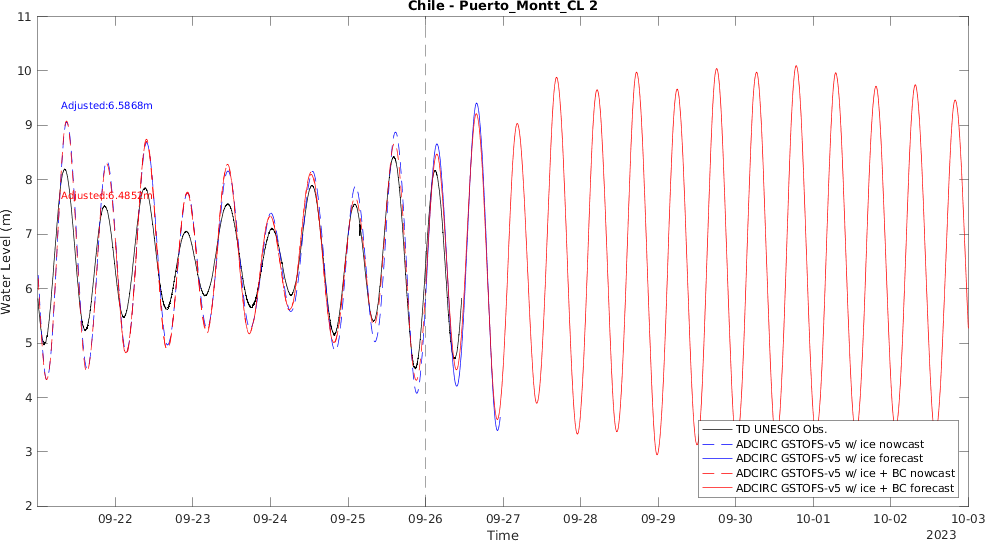 Chile - Puerto_Montt_CL 2
11
10
9
8
7
6
5
4
3
2
Water Level (m)
Adjusted:6.5868m
Adjusted:6.4852m
TD UNESCO Obs.
ADCIRC GSTOFS-v5 w/ ice nowcast
ADCIRC GSTOFS-v5 w/ ice forecast
ADCIRC GSTOFS-v5 w/ ice + BC nowcast
ADCIRC GSTOFS-v5 w/ ice + BC forecast
09-22 09-23 09-24 09-25 09-26 09-27 09-28 09-29 09-30 10-01 10-02 10-03
Time
2023